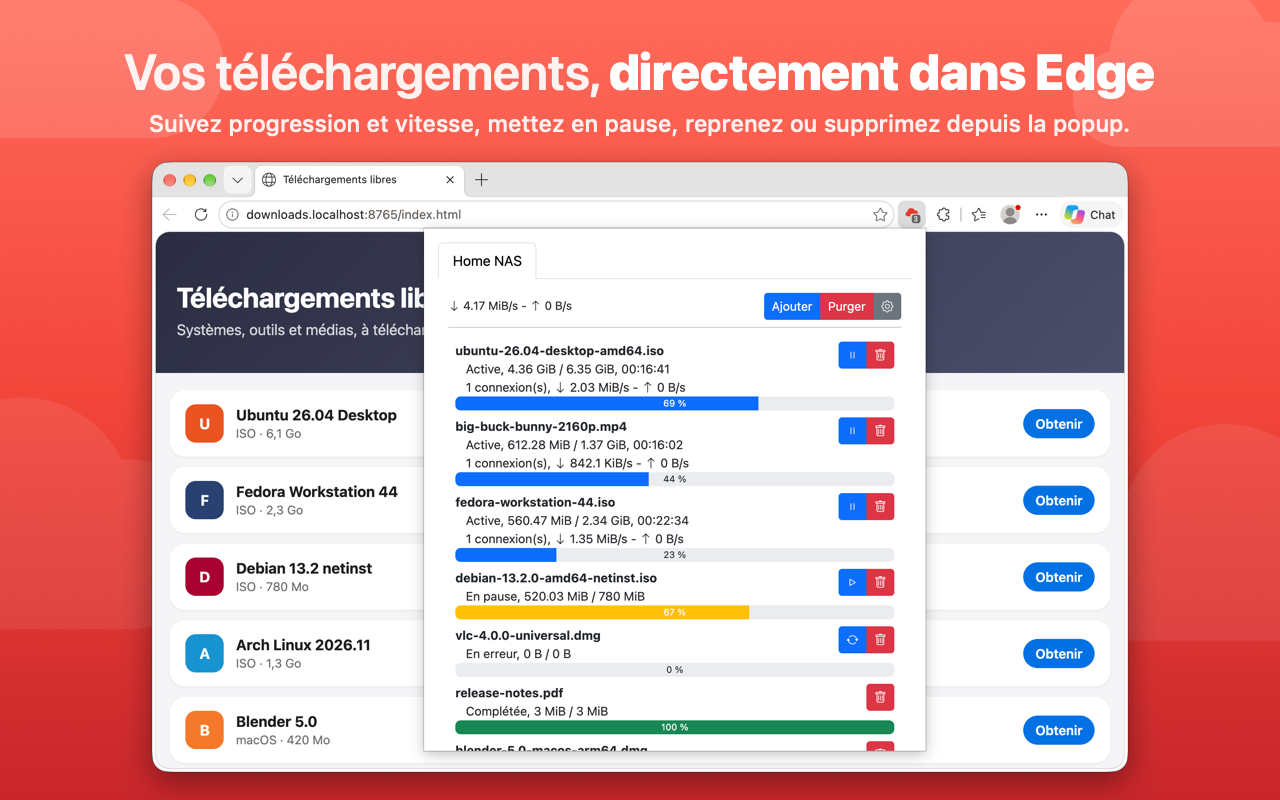 Vos téléchargements, directement dans Edge
Suivez progression et vitesse, mettez en pause, reprenez ou supprimez depuis la popup.
Téléchargements libres
downloads.localhost:8765/index.html
3
Chat
Téléchargements lib
Systèmes, outils et médias, à téléchar
Home NAS
↓ 4.17 MiB/s - ↑ 0 B/s
Ajouter Purger
ubuntu-26.04-desktop-amd64.iso
Active, 4.36 GiB / 6.35 GiB, 00:16:41
1 connexion(s), ↓ 2.03 MiB/s - ↑ 0 B/s
69 %
big-buck-bunny-2160p.mp4
Active, 612.28 MiB / 1.37 GiB, 00:16:02
1 connexion(s), ↓ 842.1 KiB/s - ↑ 0 B/s
44 %
fedora-workstation-44.iso
Active, 560.47 MiB / 2.34 GiB, 00:22:34
1 connexion(s), ↓ 1.35 MiB/s - ↑ 0 B/s
23 %
debian-13.2.0-amd64-netinst.iso
En pause, 520.03 MiB / 780 MiB
67 %
vlc-4.0.0-universal.dmg
En erreur, 0 B / 0 B
0 %
release-notes.pdf
Complétée, 3 MiB / 3 MiB
100 %
blender-5.0-macos-arm64.dmg
U
Ubuntu 26.04 Desktop
ISO · 6,1 Go
Obtenir
F
Fedora Workstation 44
ISO · 2,3 Go
Obtenir
D
Debian 13.2 netinst
ISO · 780 Mo
Obtenir
A
Arch Linux 2026.11
ISO · 1,3 Go
Obtenir
B
Blender 5.0
macOS · 420 Mo
Obtenir